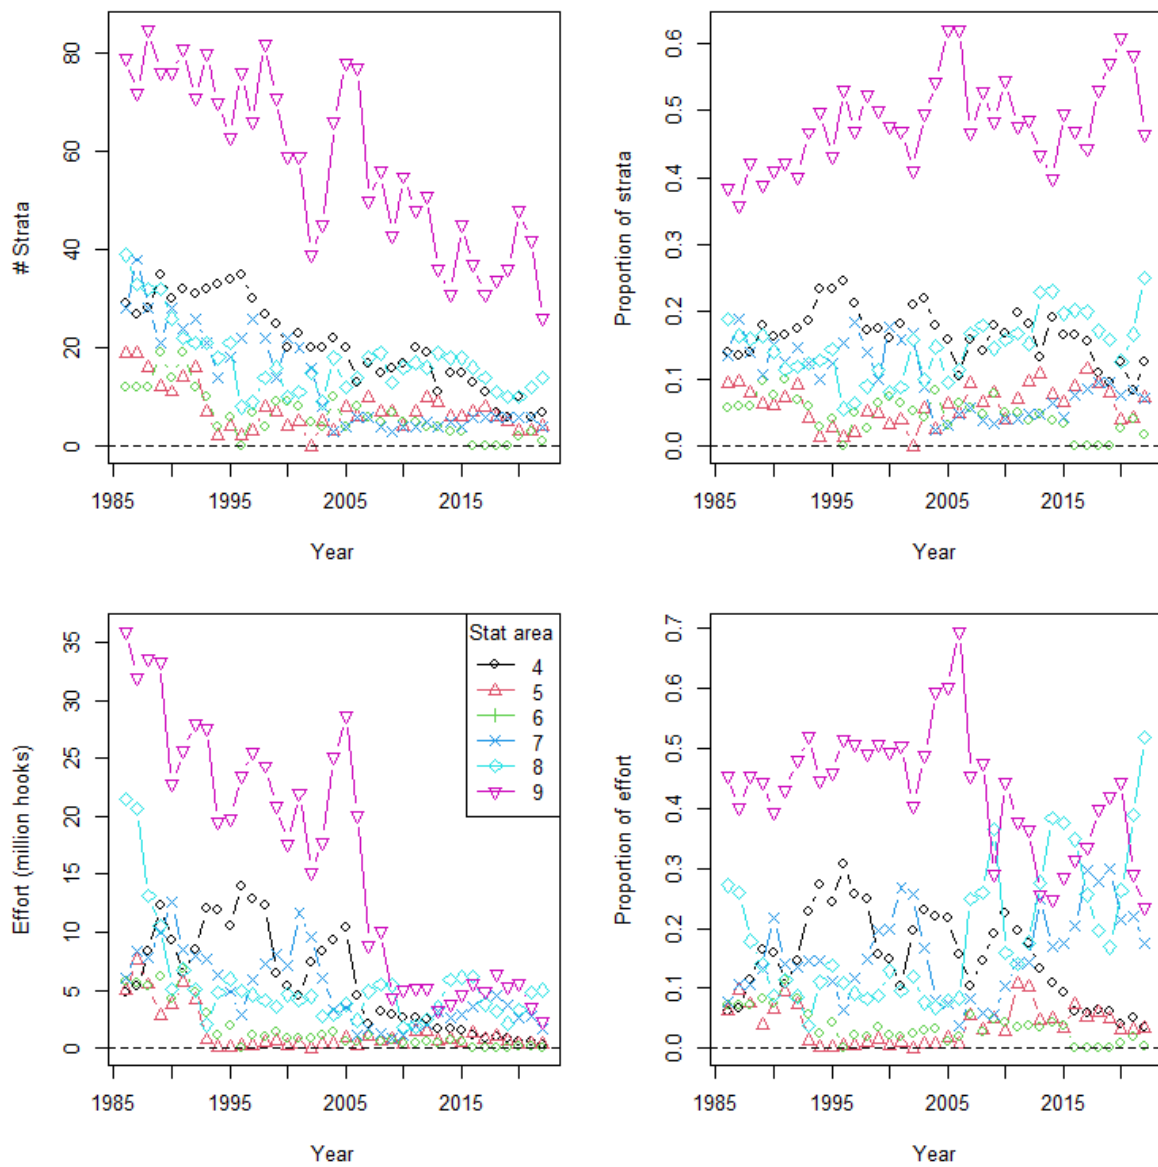 # Strata
80
60
40
20
0
1985 1995 2005 2015
Year
Proportion of strata
0.6
0.5
0.4
0.3
0.2
0.1
0.0
1985 1995 2005 2015
Year
Effort (million hooks)
35
30
25
20
15
10
5
0
Stat area
4
5
6
7
8
9
1985 1995 2005 2015
Year
Proportion of effort
0.7
0.6
0.5
0.4
0.3
0.2
0.1
0.0
1985 1995 2005 2015
Year